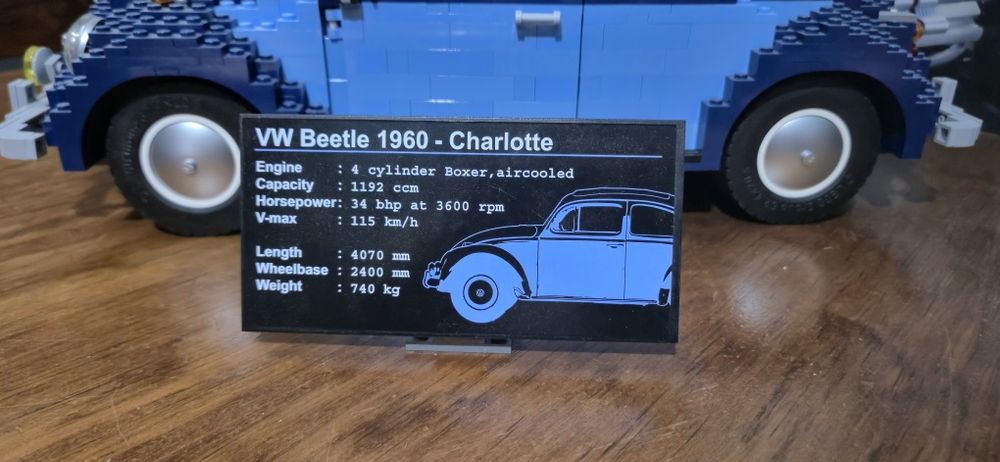 VW Beetle 1960 - Charlotte
Engine : 4 cylinder Boxer,aircooled
Capacity : 1192 ccm
Horsepower: 34 bhp at 3600 rpm
V-max : 115 km/h
Length : 4070 mm
Wheelbase : 2400 mm
Weight : 740 kg